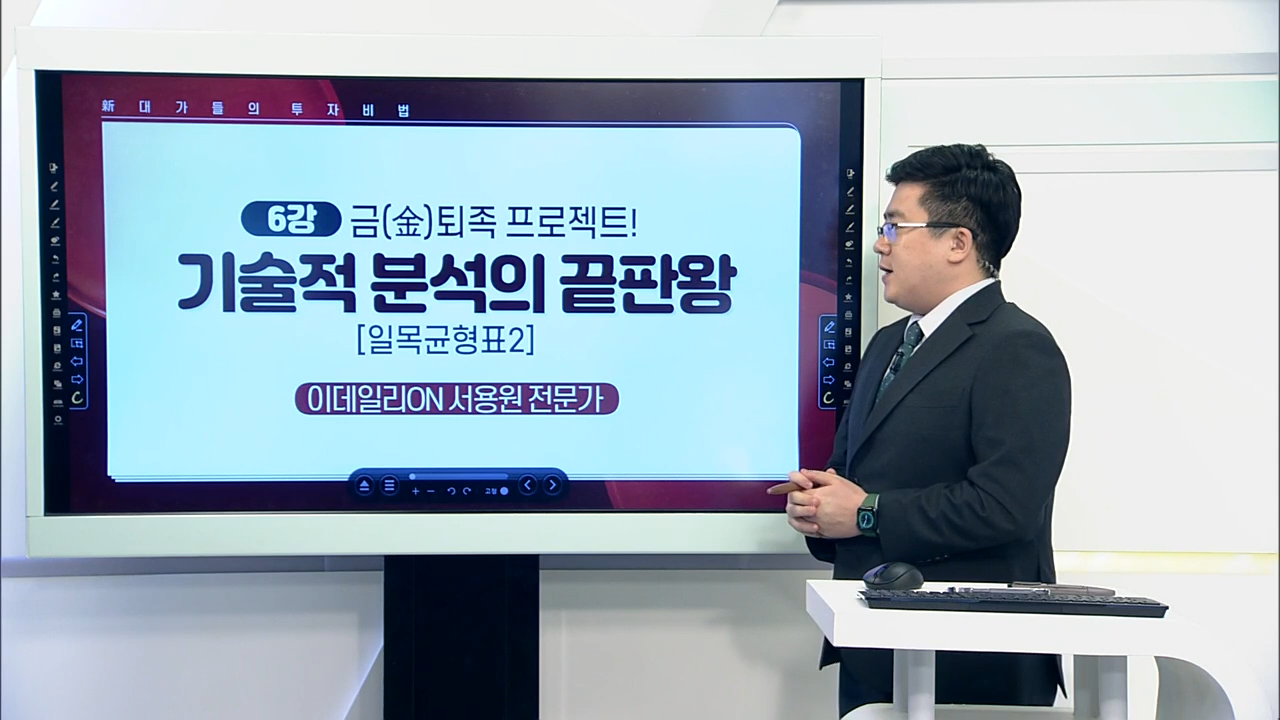 新대가들의 투자비법
6강 금(金)퇴족 프로젝트!
기술적 분석의 끝판왕
[일목균형표2]
이데일리ON 서용원 전문가
고정